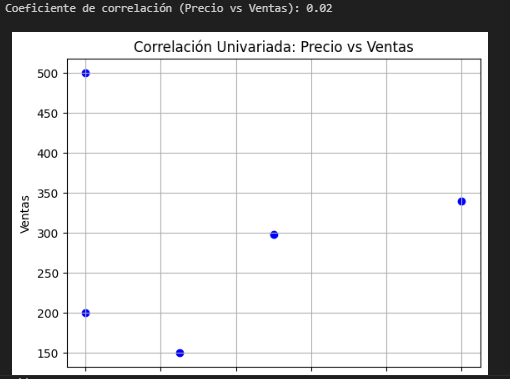 Coeficiente de correlación (Precio vs Ventas): 0.02
Correlación Univariada: Precio vs Ventas
500
450
400
350
300
250
200
150
Ventas